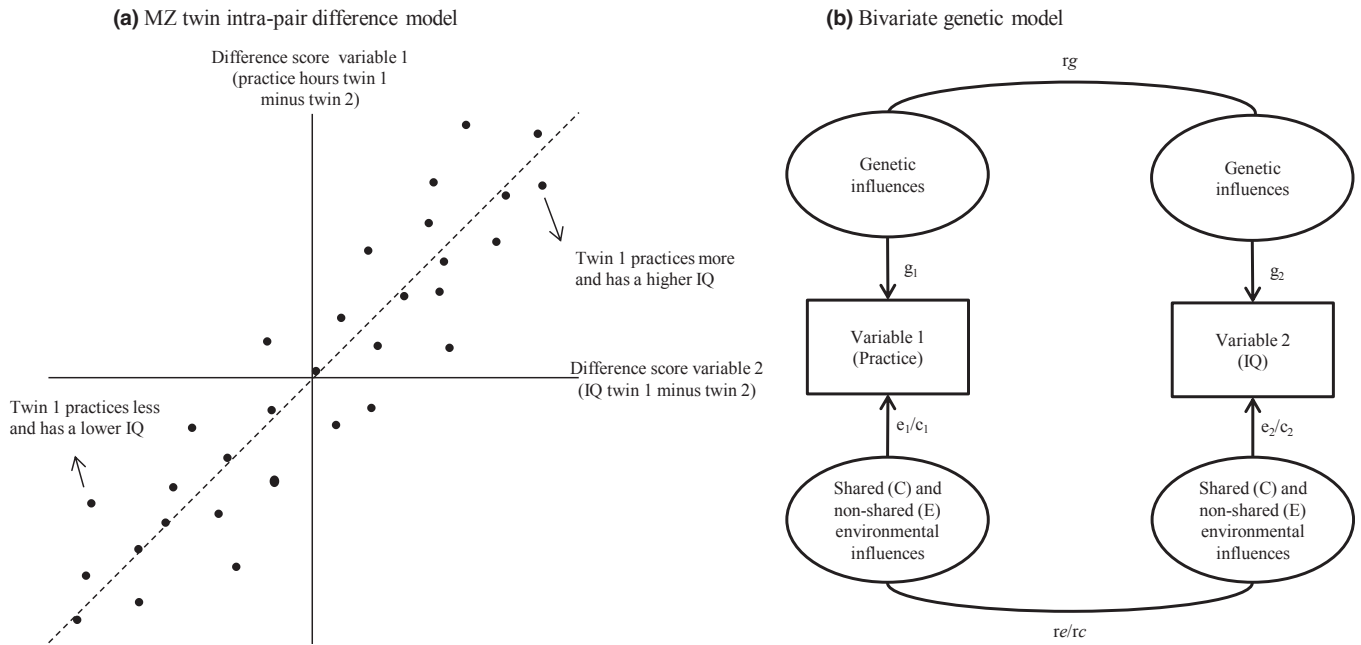 (a) MZ twin intra-pair difference model
Difference score variable 1
(practice hours twin 1
minus twin 2)
Twin 1 practices more
and has a higher IQ
Difference score variable 2
(IQ twin 1 minus twin 2)
Twin 1 practices less
and has a lower IQ
(b) Bivariate genetic model
rg
Genetic
influences
Genetic
influences
g1
g2
Variable 1
(Practice)
Variable 2
(IQ)
e1/c1
e2/c2
Shared (C) and
non-shared (E)
environmental
influences
Shared (C) and
non-shared (E)
environmental
influences
re/rc